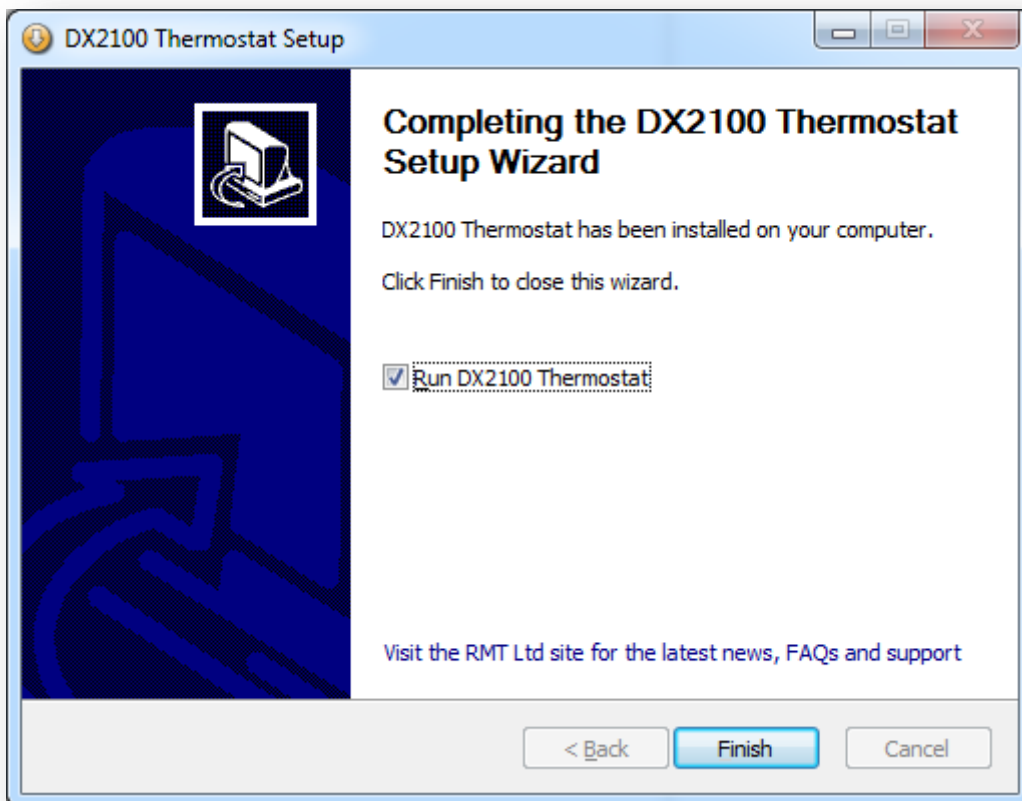 DX2100 Thermostat Setup
Completing the DX2100 Thermostat
Setup Wizard
DX2100 Thermostat has been installed on your computer.
Click Finish to close this wizard.
Run DX2100 Thermostat
Visit the RMT Ltd site for the latest news, FAQs and support
< Back
Finish
Cancel